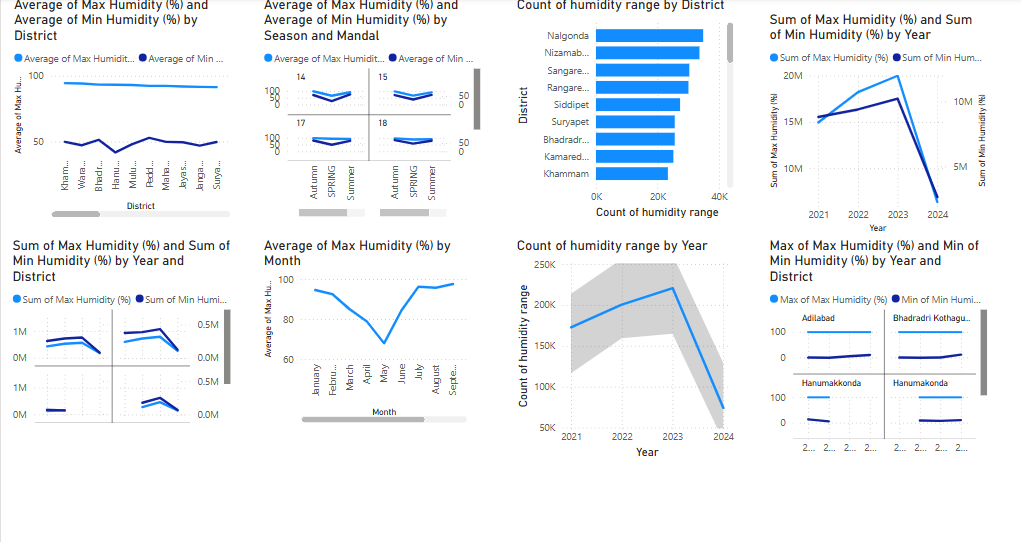 Average of Max Humidity (%) and
Average of Min Humidity (%) by
District
Average of Max Humidit... Average of Min ...
Average of Max Hu...
100
50
Kham...
Wara...
Bhadr...
Hanu...
Mulu...
Pedd...
Maha...
Jayas...
Janga...
Surya...
District
Average of Max Humidity (%) and
Average of Min Humidity (%) by
Season and Mandal
Average of Max Humidit... Average of Min ...
14 15
100
50
0
50
0
17 18
100
50
0
50
0
Autumn
SPRING
Summer
Autumn
SPRING
Summer
Count of humidity range by District
District
Nalgonda
Nizamab...
Sangare...
Rangare...
Siddipet
Suryapet
Bhadradr...
Kamared...
Khammam
0K 20K 40K
Count of humidity range
Sum of Max Humidity (%) and Sum
of Min Humidity (%) by Year
Sum of Max Humidity (%) Sum of Min Hum...
Sum of Max Humidity (%)
20M
15M
10M
10M
5M
Sum of Min Humidity (%)
2021 2022 2023 2024
Year
Sum of Max Humidity (%) and Sum of
Min Humidity (%) by Year and
District
Sum of Max Humidity (%) Sum of Min Humi...
1M
0M
0.5M
0.0M
1M
0M
0.5M
0.0M
Average of Max Humidity (%) by
Month
Average of Max Hu...
100
80
60
January
Febru...
March
April
May
June
July
August
Septe...
Month
Count of humidity range by Year
Count of humidity range
250K
200K
150K
100K
50K
2021 2022 2023 2024
Year
Max of Max Humidity (%) and Min of
Min Humidity (%) by Year and
District
Max of Max Humidity (%) Min of Min Humi...
Adilabad Bhadradri Kothagu...
100
0
Hanumakkonda Hanumakonda
100
0
2... 2... 2... 2... 2... 2... 2... 2...